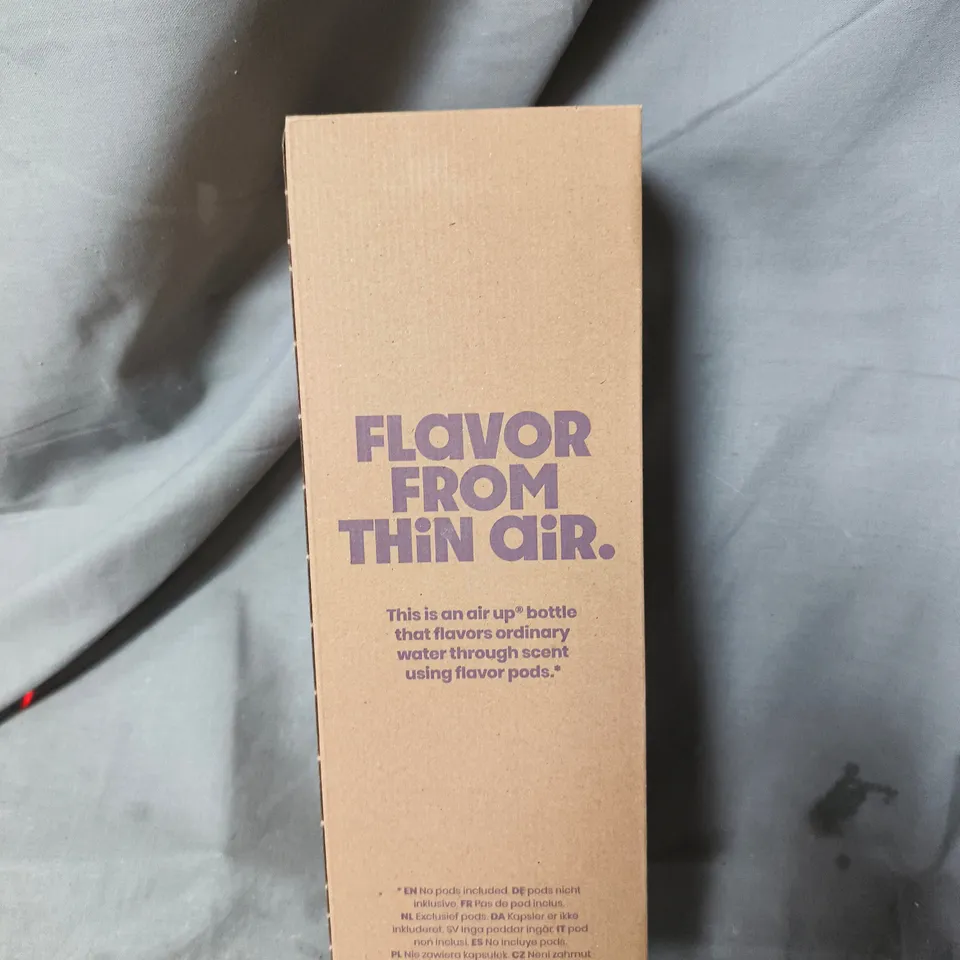 FLavOR
FROM
THiN aiR.
This is an air up® bottle
that flavors ordinary
water through scent
using flavor pods.*
* EN No pods included. DE pods nicht
inklusive. FR Pas de pod inclus.
NL Exclusief pods. DA Kapsler er ikke
inkluderet. SV Inga poddar ingår. IT pod
non inclusi. ES No incluye pods.
PL Nie zawiera kapsułek. CZ Není zahrnut